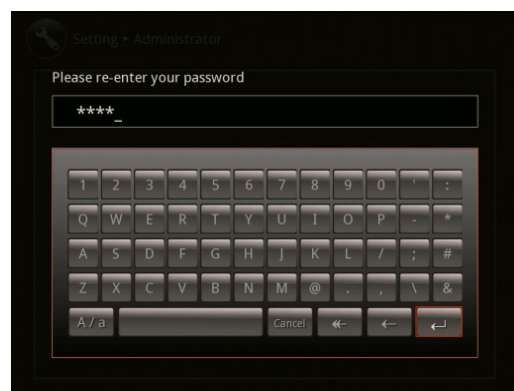 Setting ▸ Administrator
Please re-enter your password
****_
1 2 3 4 5 6 7 8 9 0 ' :
Q W E R T Y U I O P - *
A S D F G H J K L / ; #
Z X C V B N M @ . , \ &
A / a Cancel ↞ ← ↵